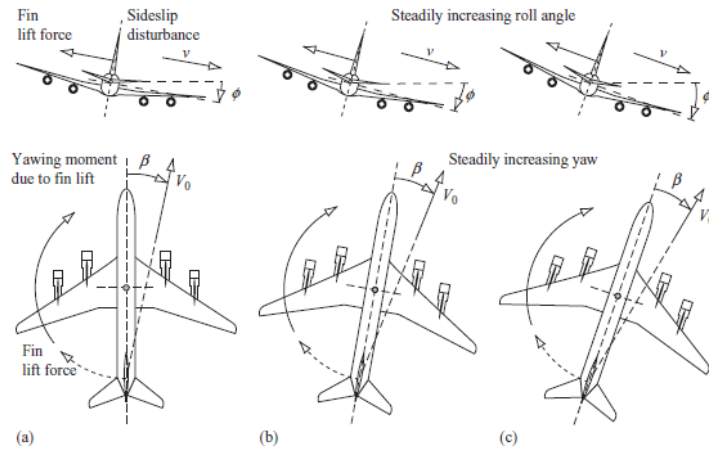 Fin
lift force
Sideslip
disturbance
v
ϕ
Steadily increasing roll angle
v
ϕ
v
ϕ
Yawing moment
due to fin lift
β
V0
Fin
lift force
Steadily increasing yaw
β
V0
β
V0
(a)
(b)
(c)